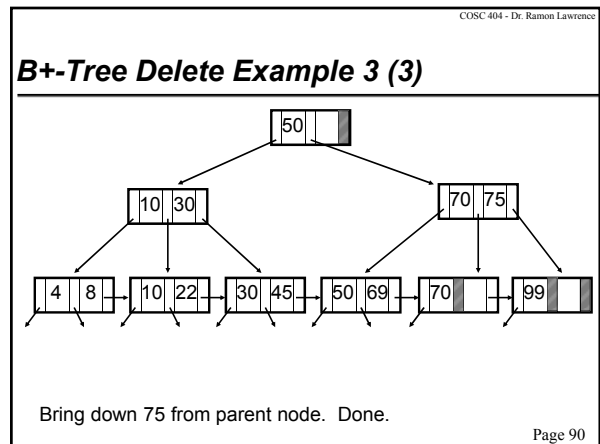 COSC 404 - Dr. Ramon Lawrence
B+-Tree Delete Example 3 (3)
50
10 30
70 75
4 8 10 22 30 45 50 69 70 99
Bring down 75 from parent node. Done.
Page 90